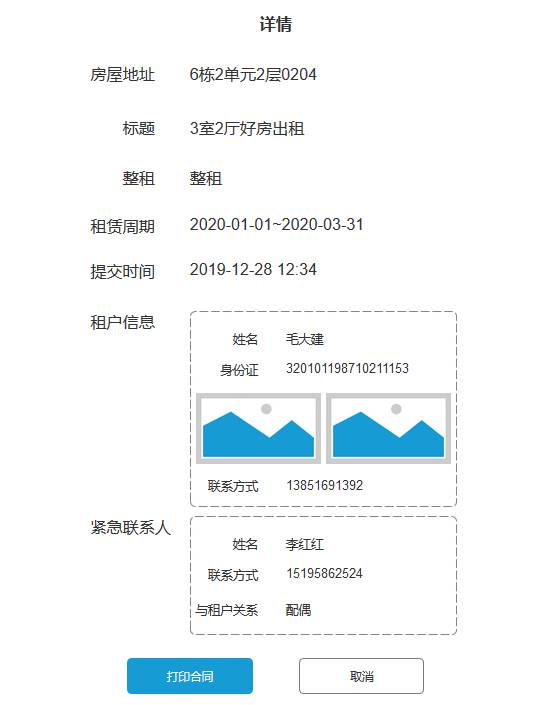 详情
房屋地址 6栋2单元2层0204
标题 3室2厅好房出租
整租 整租
租赁周期 2020-01-01~2020-03-31
提交时间 2019-12-28 12:34
租户信息
姓名 毛大建
身份证 320101198710211153
联系方式 13851691392
紧急联系人
姓名 李红红
联系方式 15195862524
与租户关系 配偶
打印合同 取消